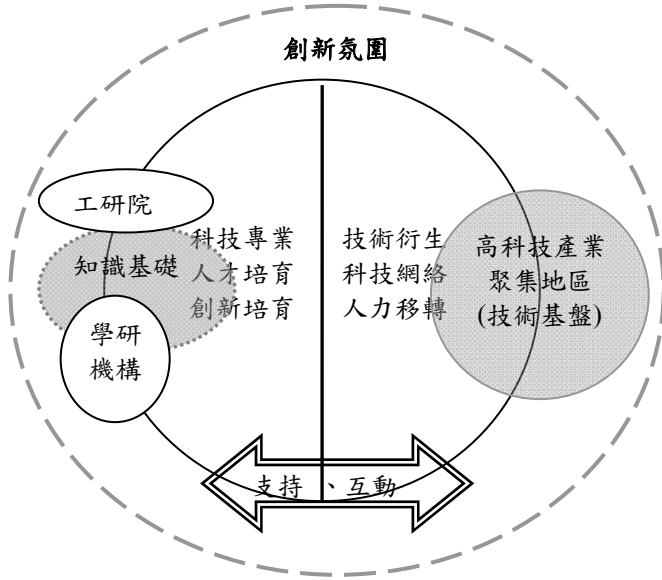 創新氛圍
工研院
知識基礎
學研
機構
科技專業
人才培育
創新培育
技術衍生
科技網絡
人力移轉
高科技產業
聚集地區
(技術基盤)
支持、互動